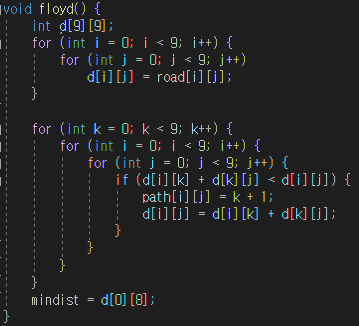 void floyd() {
    int d[9][9];
    for (int i = 0; i < 9; i++) {
        for (int j = 0; j < 9; j++)
            d[i][j] = road[i][j];
    }

    for (int k = 0; k < 9; k++) {
        for (int i = 0; i < 9; i++) {
            for (int j = 0; j < 9; j++) {
                if (d[i][k] + d[k][j] < d[i][j]) {
                    path[i][j] = k + 1;
                    d[i][j] = d[i][k] + d[k][j];
                }
            }
        }
    }
    mindist = d[0][8];
}